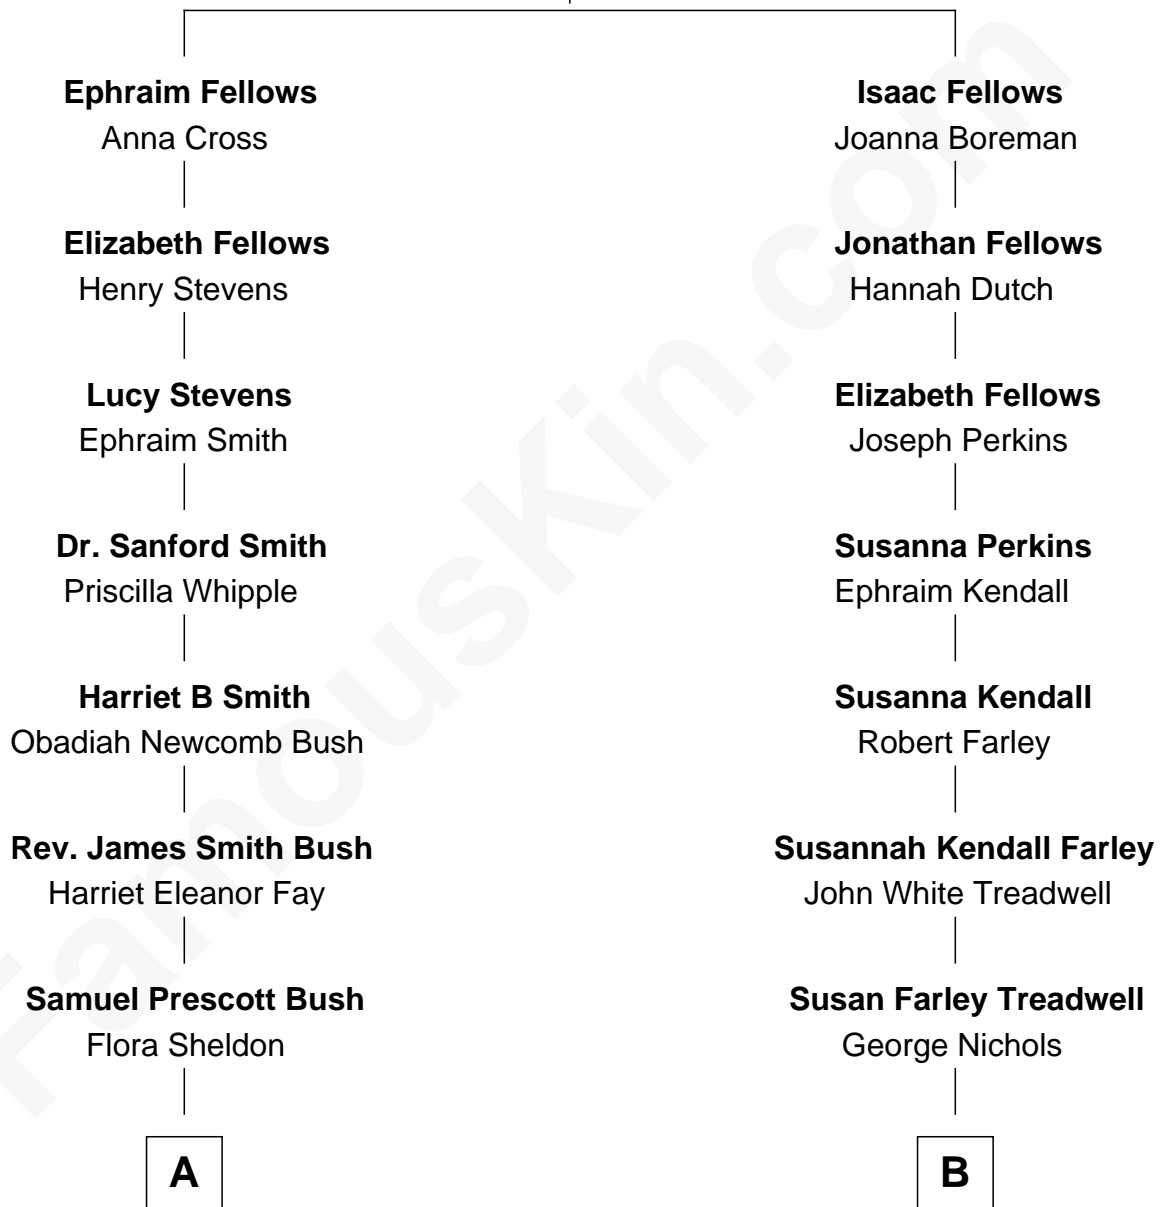 Ephraim Fellows
Anna Cross
Elizabeth Fellows
Henry Stevens
Lucy Stevens
Ephraim Smith
Dr. Sanford Smith
Priscilla Whipple
Harriet B Smith
Obadiah Newcomb Bush
Rev. James Smith Bush
Harriet Eleanor Fay
Samuel Prescott Bush
Flora Sheldon
A
Isaac Fellows
Joanna Boreman
Jonathan Fellows
Hannah Dutch
Elizabeth Fellows
Joseph Perkins
Susanna Perkins
Ephraim Kendall
Susanna Kendall
Robert Farley
Susannah Kendall Farley
John White Treadwell
Susan Farley Treadwell
George Nichols
B
FamousKin.com